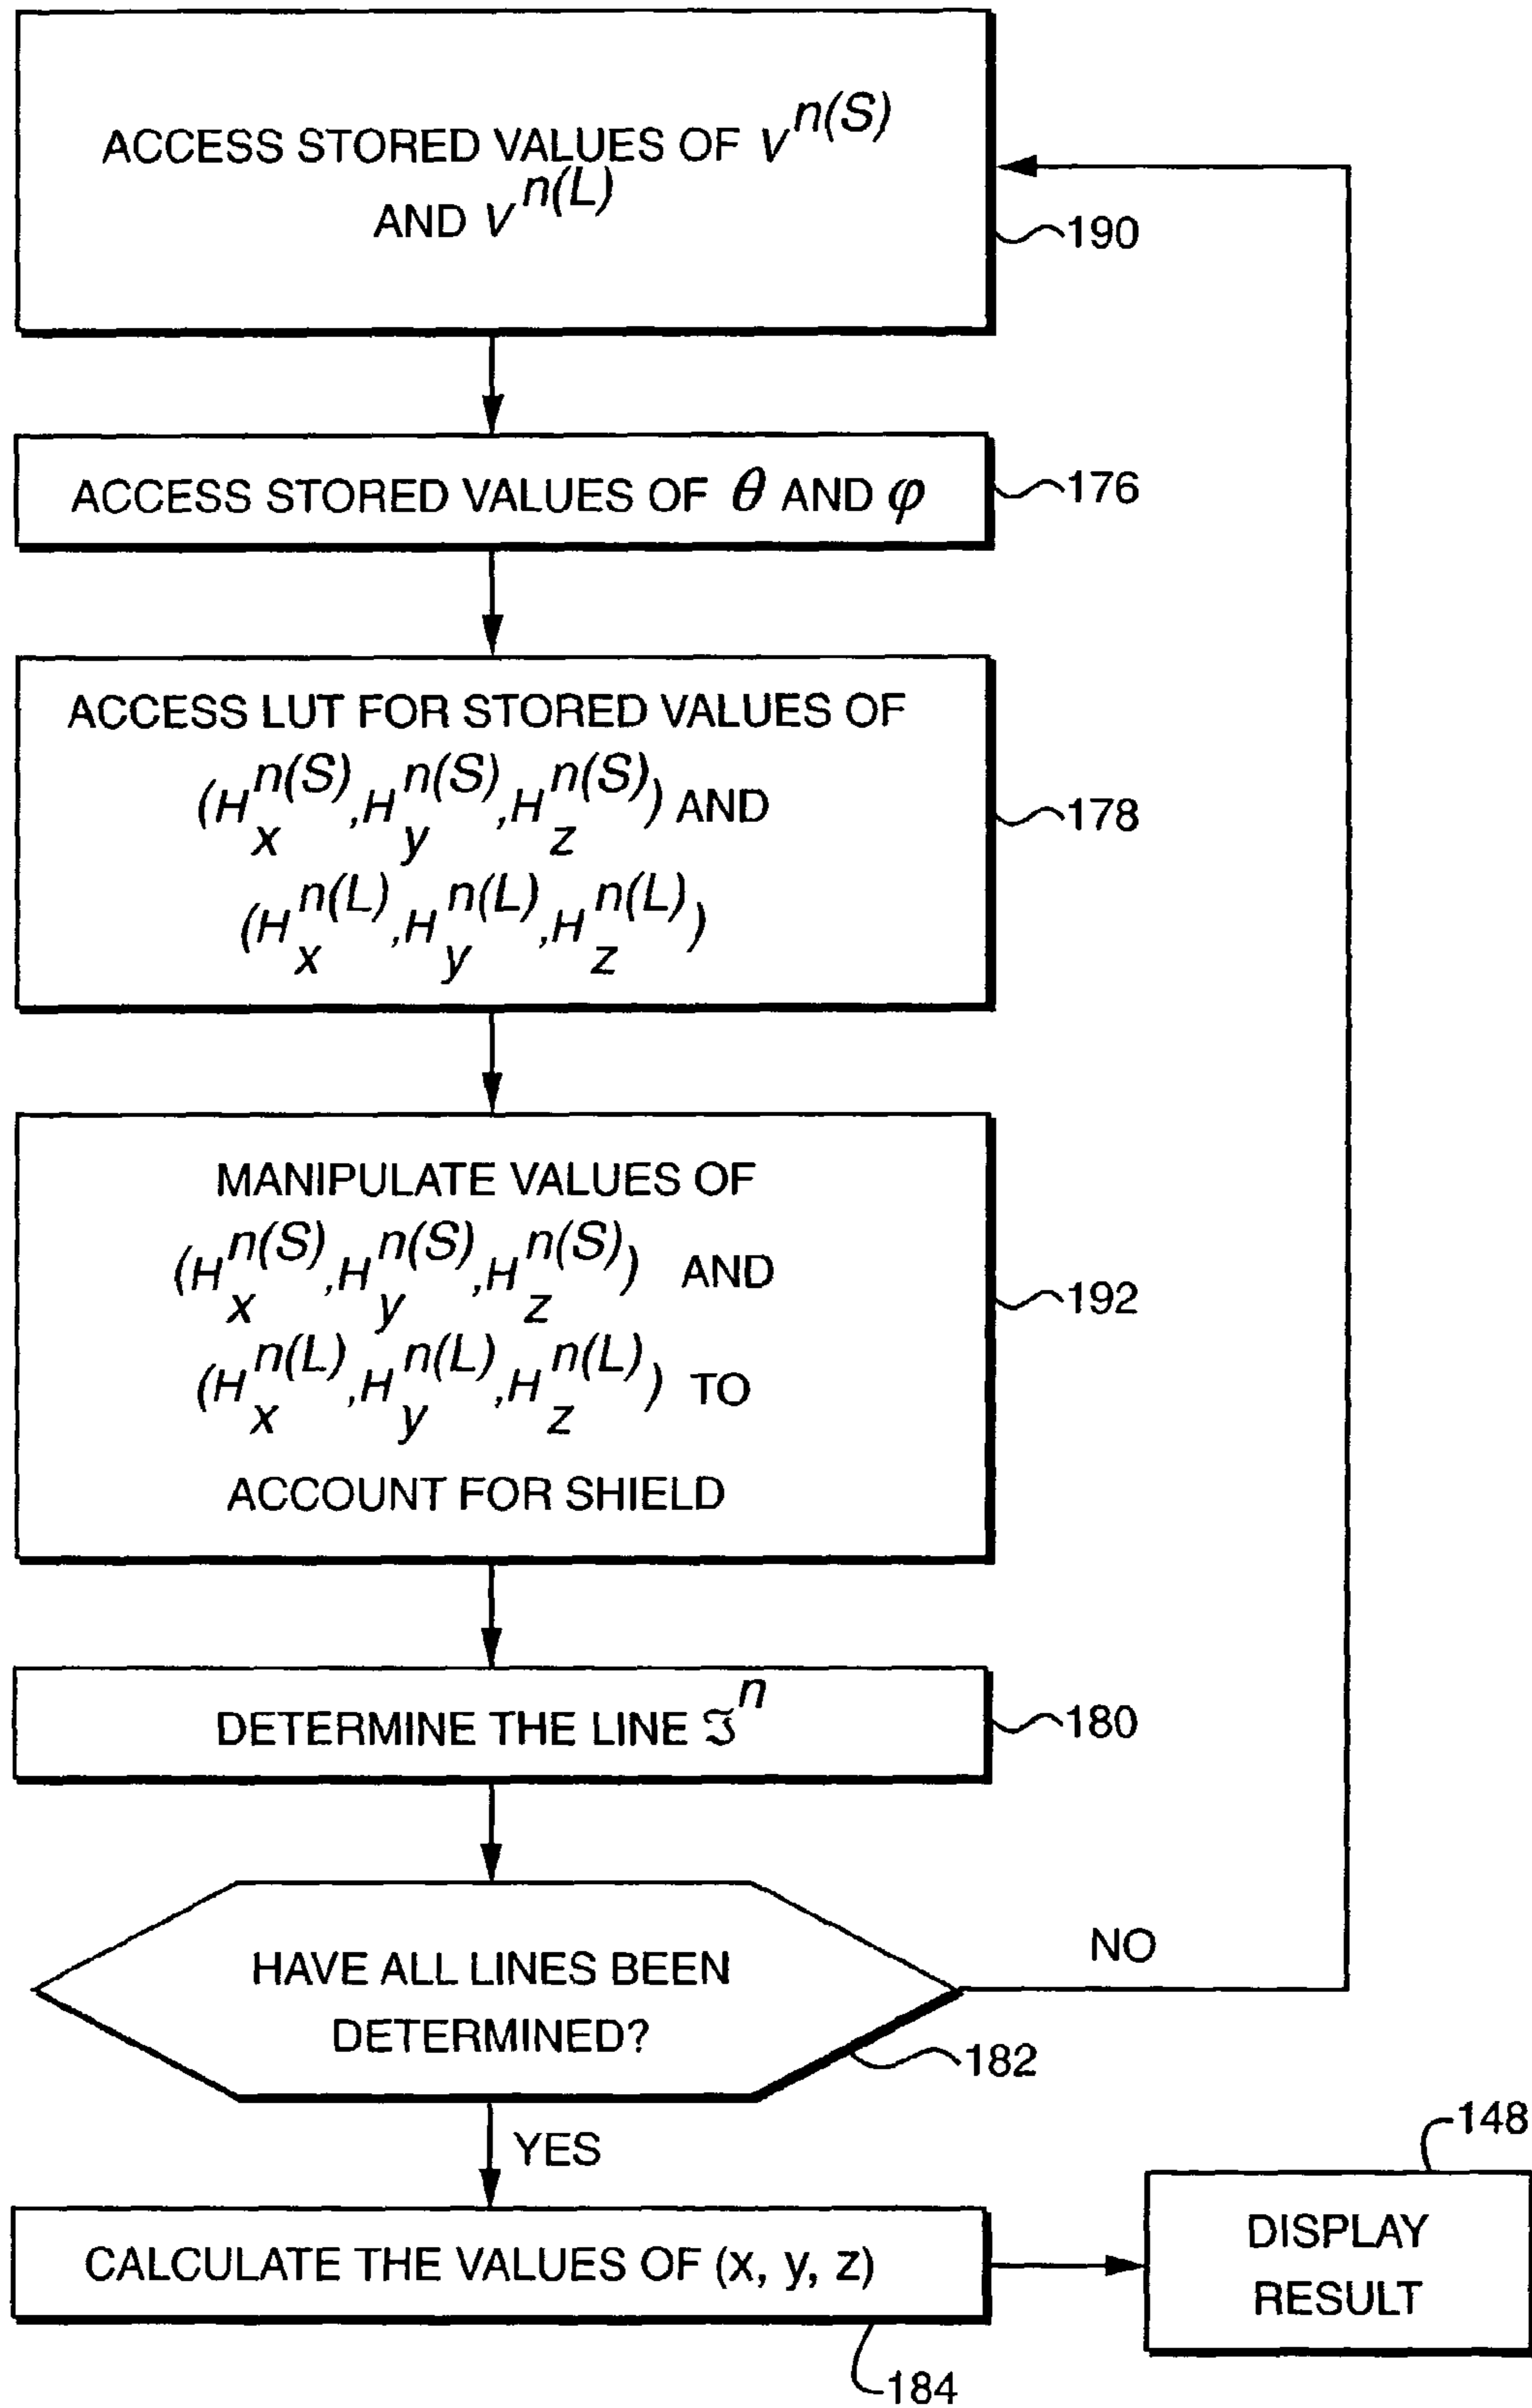 ACCESS STORED VALUES OF V^n(S)
AND V^n(L)
190
ACCESS STORED VALUES OF θ AND φ
176
ACCESS LUT FOR STORED VALUES OF
(H_x^n(S), H_y^n(S), H_z^n(S)) AND
(H_x^n(L), H_y^n(L), H_z^n(L))
178
MANIPULATE VALUES OF
(H_x^n(S), H_y^n(S), H_z^n(S)) AND
(H_x^n(L), H_y^n(L), H_z^n(L)) TO
ACCOUNT FOR SHIELD
192
DETERMINE THE LINE ℑ^n
180
HAVE ALL LINES BEEN
DETERMINED?
NO
182
YES
148
CALCULATE THE VALUES OF (x, y, z)
DISPLAY
RESULT
184